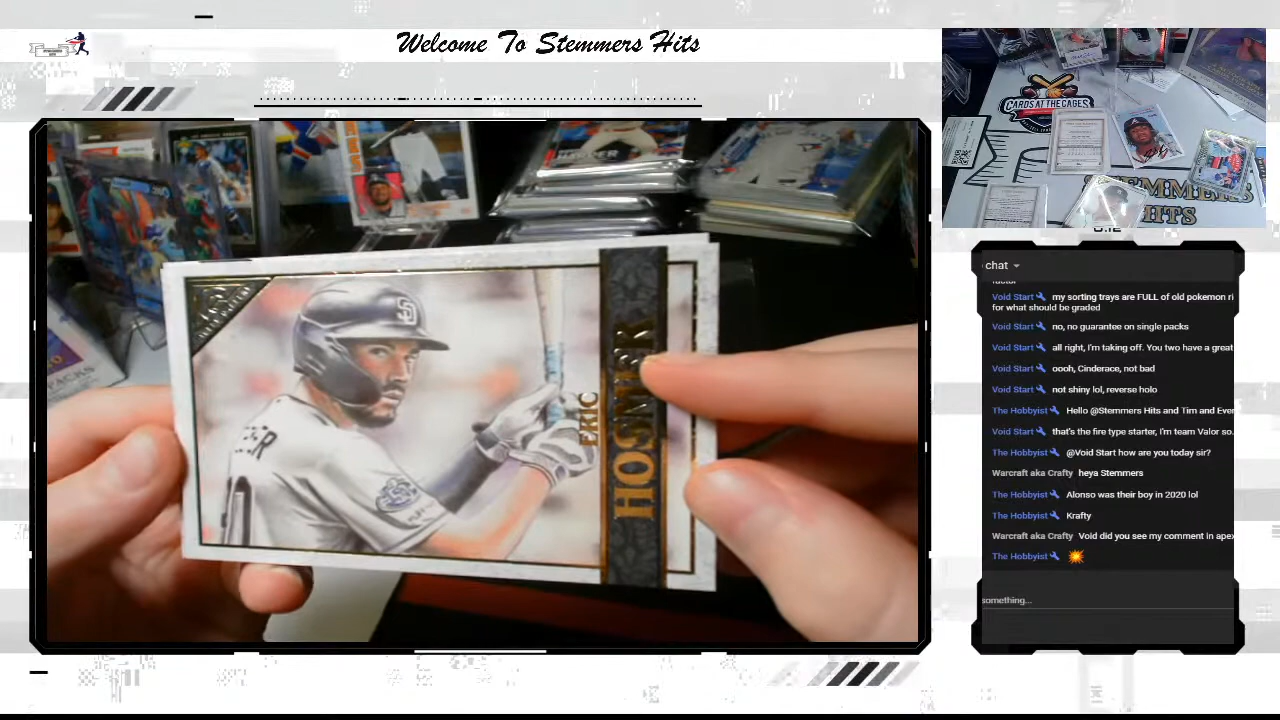 Welcome To Stemmers Hits
CARDS AT THE CAGES
HITS
HARPER
ERIC
HOSMER
SD
chat
factor
Void Start my sorting trays are FULL of old pokemon ri
for what should be graded
Void Start no, no guarantee on single packs
Void Start all right, I'm taking off. You two have a great
Void Start oooh, Cinderace, not bad
Void Start not shiny lol, reverse holo
The Hobbyist Hello @Stemmers Hits and Tim and Ever
Void Start that's the fire type starter, I'm team Valor so.
The Hobbyist @Void Start how are you today sir?
Warcraft aka Crafty heya Stemmers
The Hobbyist Alonso was their boy in 2020 lol
The Hobbyist Krafty
Warcraft aka Crafty Void did you see my comment in apex
The Hobbyist 💥
something...